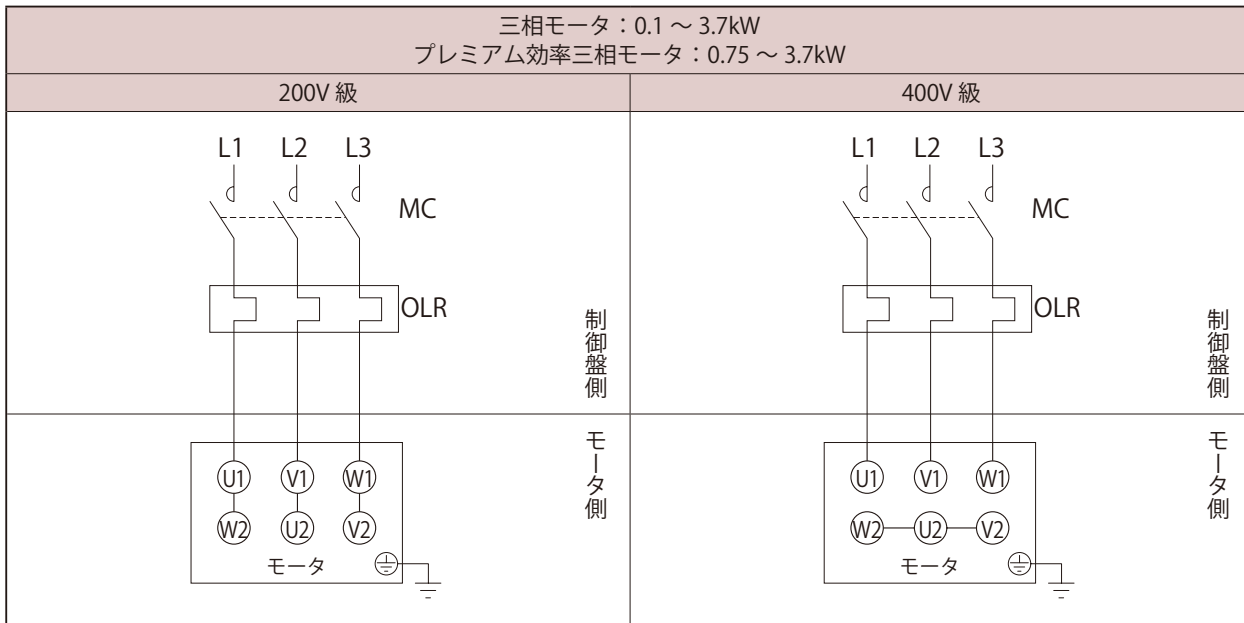 三相モータ：0.1 〜 3.7kW
プレミアム効率三相モータ：0.75 〜 3.7kW
200V 級
400V 級
L1 L2 L3
MC
OLR
制御盤側
U1 V1 W1
W2 U2 V2
モータ
モータ側
L1 L2 L3
MC
OLR
制御盤側
U1 V1 W1
W2 U2 V2
モータ
モータ側